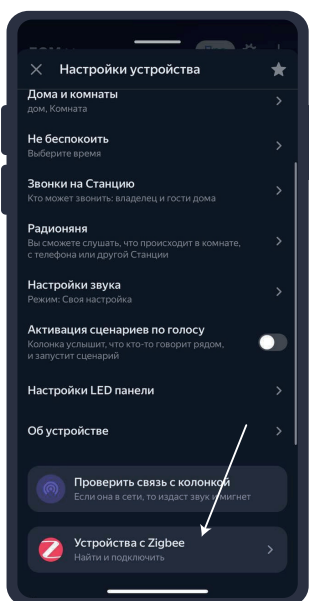 Настройки устройства
Дома и комнаты
дом, Комната
Не беспокоить
Выберите время
Звонки на Станцию
Кто может звонить: владелец и гости дома
Радионяня
Вы сможете слушать, что происходит в комнате,
с телефона или другой Станции
Настройки звука
Режим: Своя настройка
Активация сценариев по голосу
Колонка услышит, что кто-то говорит рядом,
и запустит сценарий
Настройки LED панели
Об устройстве
Проверить связь с колонкой
Если она в сети, то издаст звук и мигнет
Устройства с Zigbee
Найти и подключить